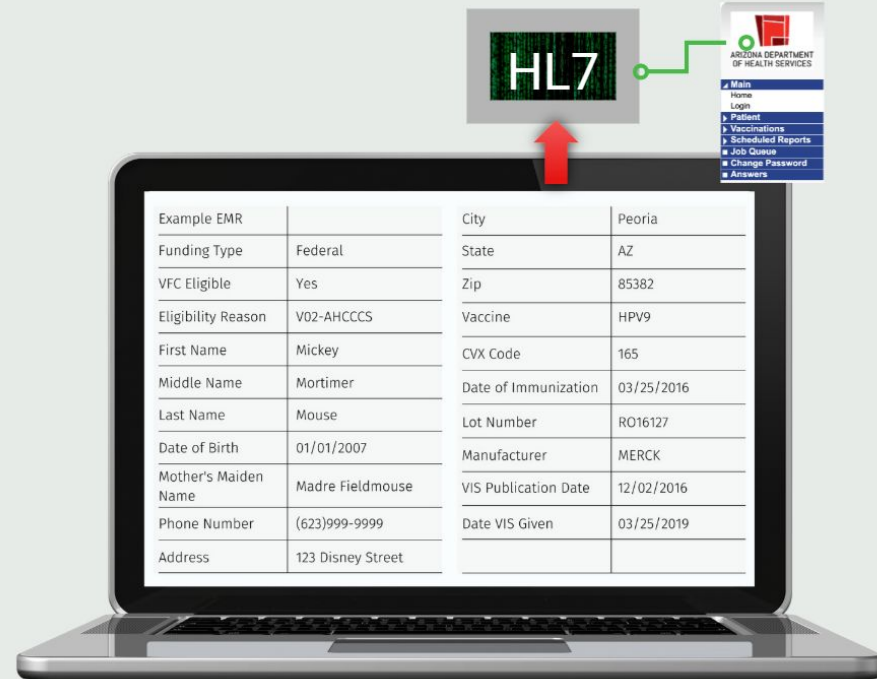 HL7
ARIZONA DEPARTMENT
OF HEALTH SERVICES
Main
Home
Login
Patient
Vaccinations
Scheduled Reports
Job Queue
Change Password
Answers
Example EMR
Funding Type Federal
VFC Eligible Yes
Eligibility Reason V02-AHCCCS
First Name Mickey
Middle Name Mortimer
Last Name Mouse
Date of Birth 01/01/2007
Mother's Maiden
Name Madre Fieldmouse
Phone Number (623)999-9999
Address 123 Disney Street
City Peoria
State AZ
Zip 85382
Vaccine HPV9
CVX Code 165
Date of Immunization 03/25/2016
Lot Number RO16127
Manufacturer MERCK
VIS Publication Date 12/02/2016
Date VIS Given 03/25/2019